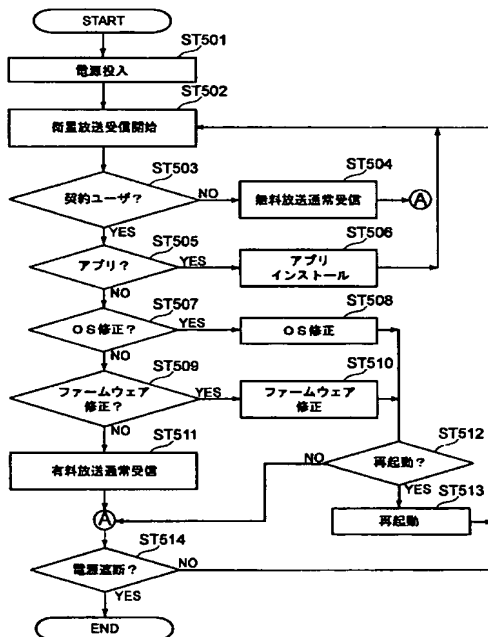 START
ST501
電源投入
ST502
衛星放送受信開始
ST503
契約ユーザ?
NO
YES
ST504
無料放送通常受信
A
ST505
アプリ?
YES
NO
ST506
アプリ
インストール
ST507
OS修正?
YES
NO
ST508
OS修正
ST509
ファームウェア
修正?
YES
NO
ST510
ファームウェア
修正
ST511
有料放送通常受信
ST512
再起動?
NO
YES
ST513
再起動
A
ST514
電源遮断?
NO
YES
END